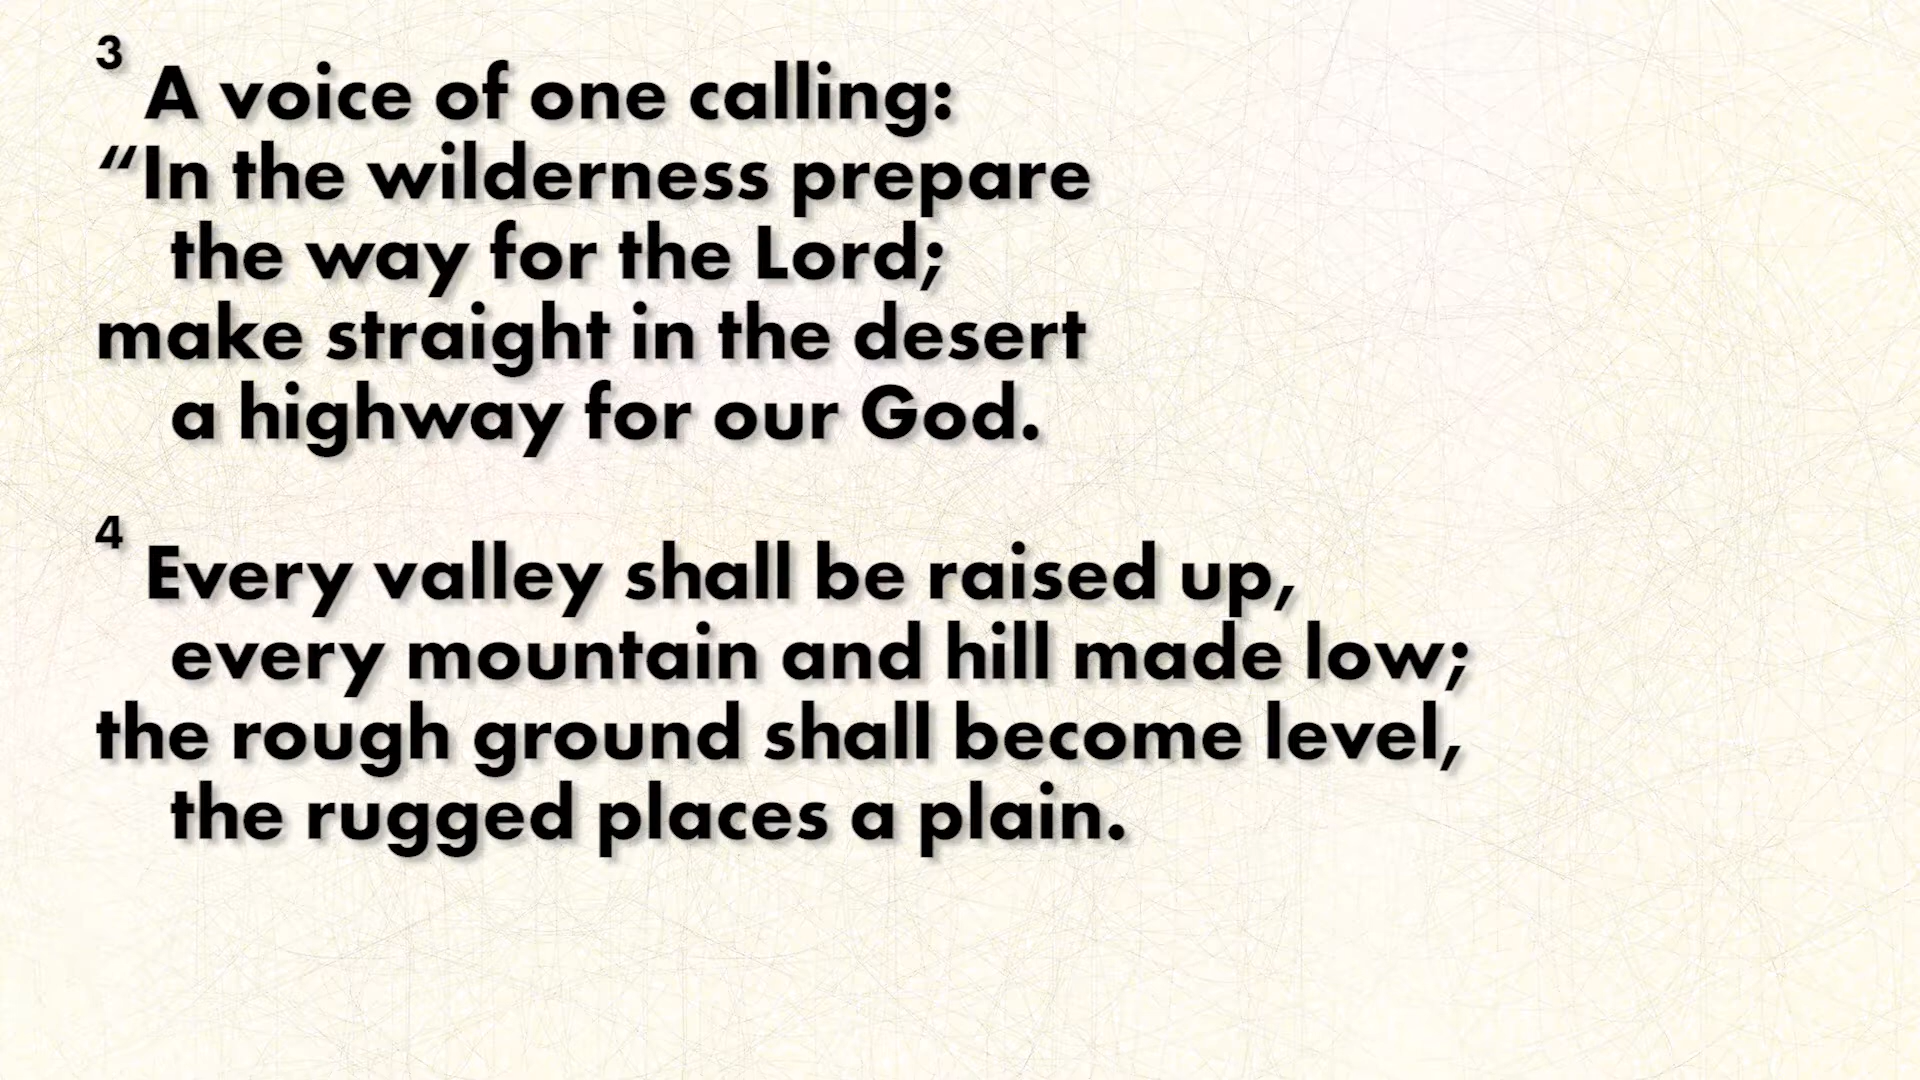 3 A voice of one calling:
“In the wilderness prepare
the way for the Lord;
make straight in the desert
a highway for our God.
4 Every valley shall be raised up,
every mountain and hill made low;
the rough ground shall become level,
the rugged places a plain.